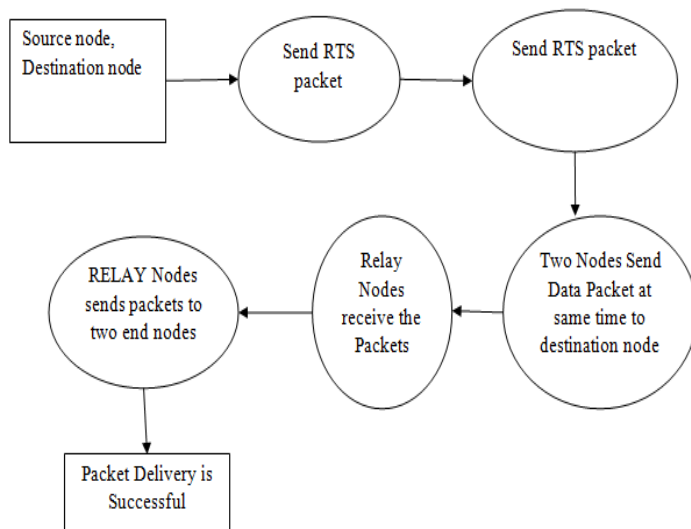 Source node,
Destination node
Send RTS
packet
Send RTS packet
Two Nodes Send
Data Packet at
same time to
destination node
Relay
Nodes
receive the
Packets
RELAY Nodes
sends packets to
two end nodes
Packet Delivery is
Successful